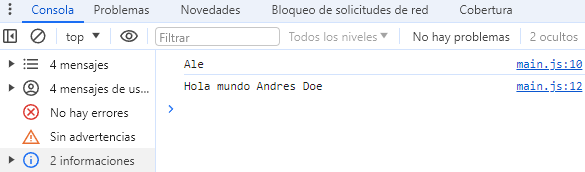 Consola Problemas Novedades Bloqueo de solicitudes de red Cobertura
top Filtrar Todos los niveles No hay problemas 2 ocultos
4 mensajes
4 mensajes de us...
No hay errores
Sin advertencias
2 informaciones
Ale main.js:10
Hola mundo Andres Doe main.js:12
>